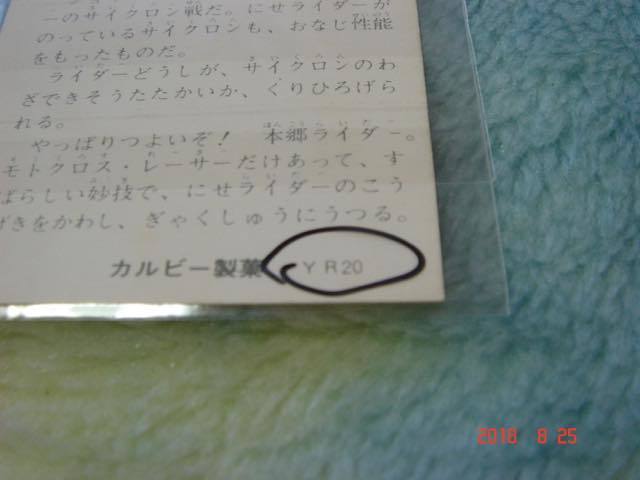 ーのサイクロン戦だ。にせライダーが
のっているサイクロンも、おなじ性能
をもったものだ。
ライダーどうしが、サイクロンのわ
ざできそうたたかいか、くりひろげら
れる。
やっぱりつよいぞ! 本郷ライダー。
モトクロス・レーサーだけあって、す
ばらしい妙技で、にせライダーのこう
げきをかわし、ぎゃくしゅうにうつる。
カルビー製菓 YR20
2018 8 25